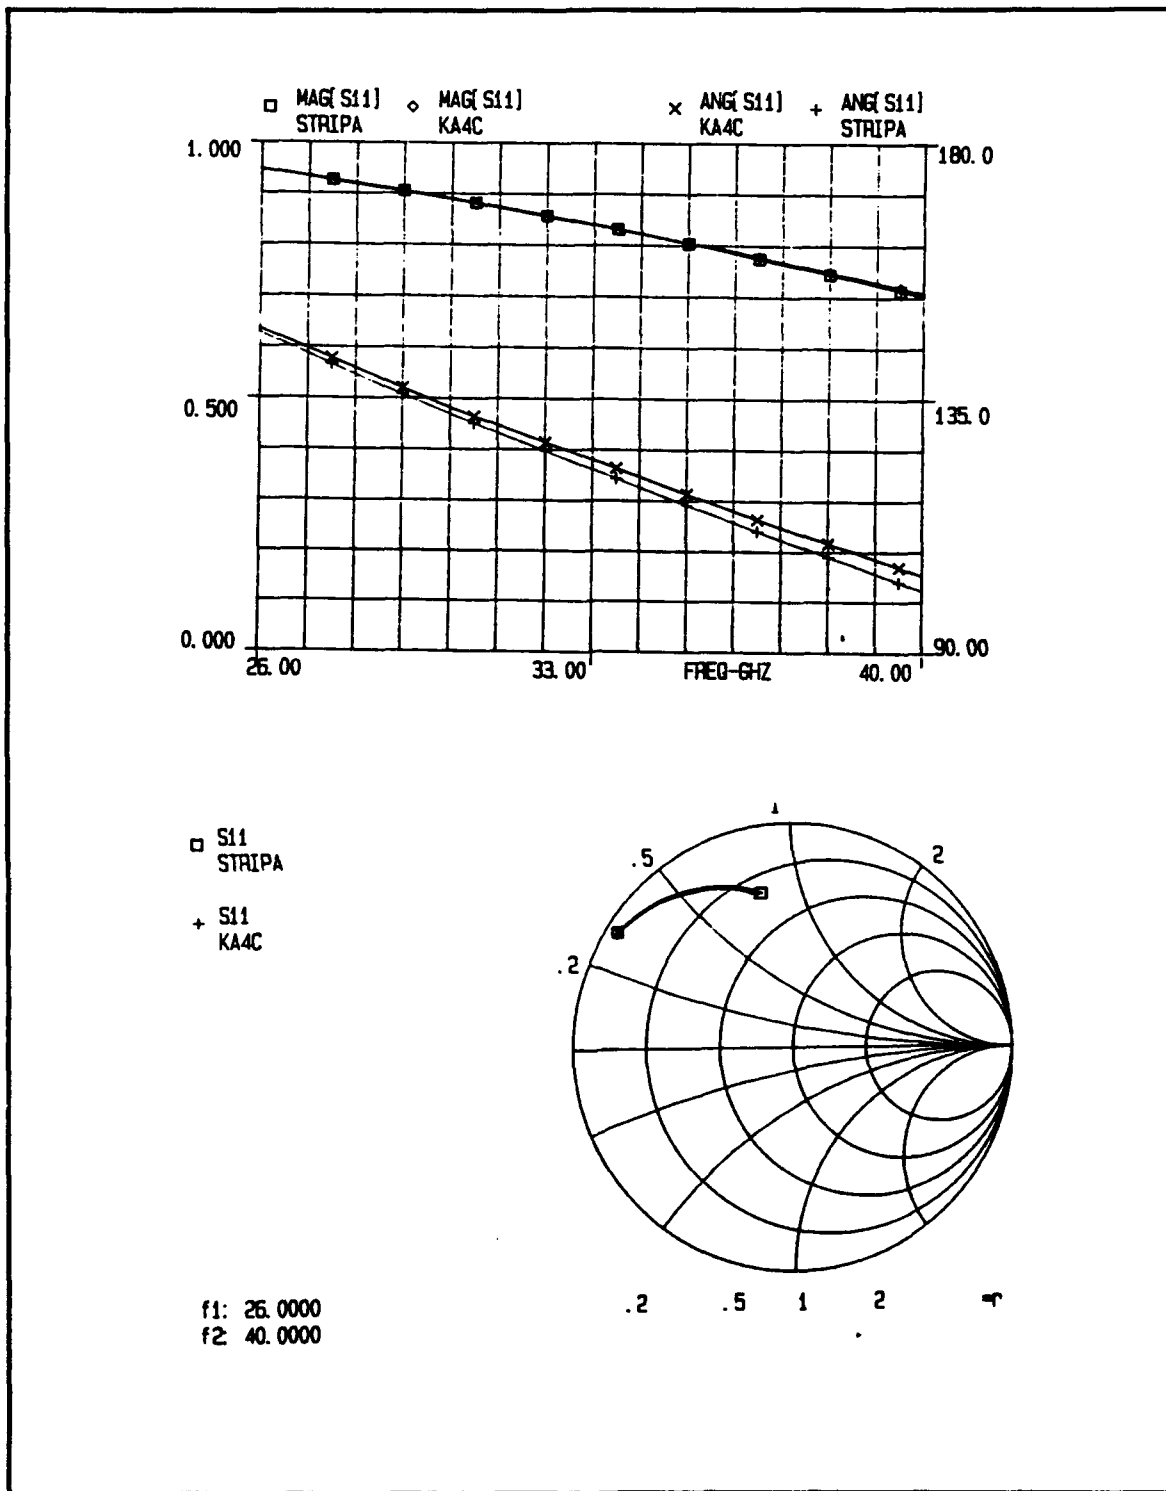 MAG[S11] MAG[S11] ANG[S11] ANG[S11]
STRIPA KA4C KA4C STRIPA
1.000 180.0
0.500 135.0
0.000 90.00
26.00 33.00 FREQ-GHZ 40.00
S11
STRIPA
S11
KA4C
1
.5 2
.2
.2 .5 1 2 =r
f1: 26.0000
f2: 40.0000